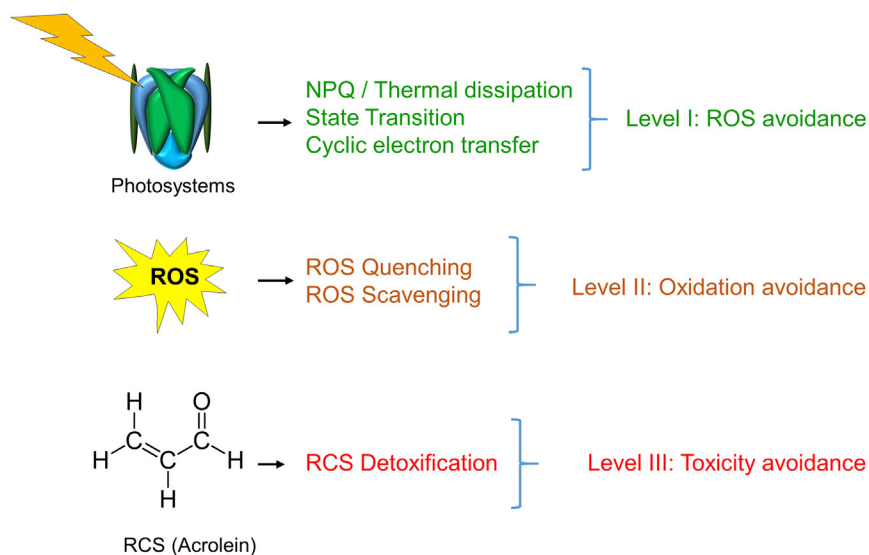 NPQ / Thermal dissipation
State Transition
Cyclic electron transfer
Level I: ROS avoidance
Photosystems
ROS
ROS Quenching
ROS Scavenging
Level II: Oxidation avoidance
H
O
C
C
H
C
H
H
RCS Detoxification
Level III: Toxicity avoidance
RCS (Acrolein)